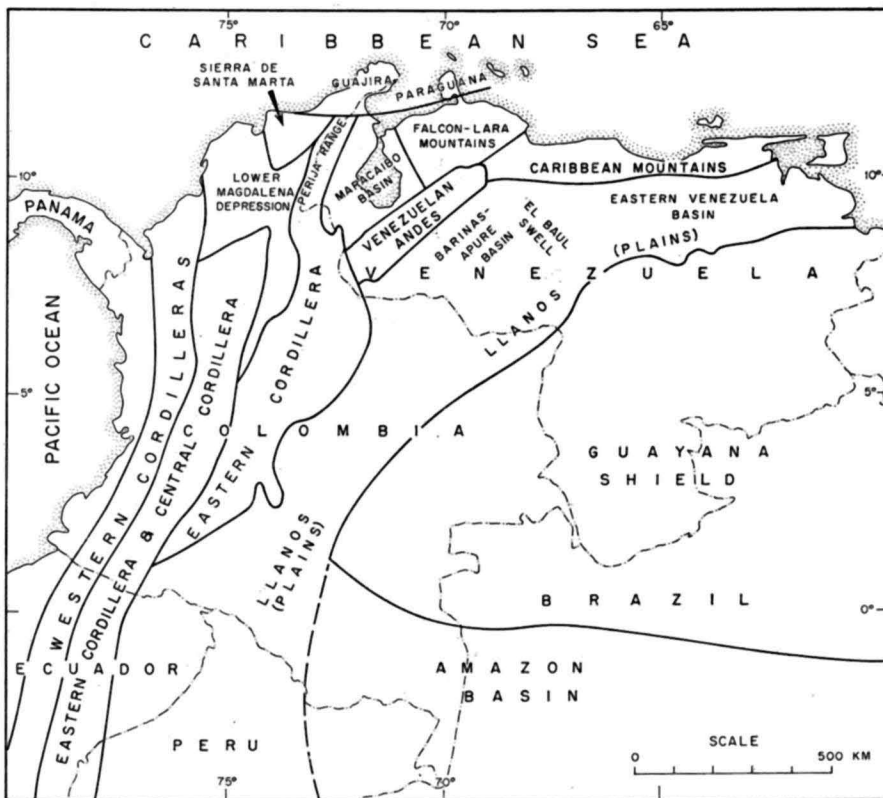 75°
70°
65°
CARIBBEAN SEA
SIERRA DE
SANTA MARTA
GUAJIRA
PARAGUANA
FALCON-LARA
MOUNTAINS
PERIJA RANGE
MARACAIBO
BASIN
10°
10°
LOWER
MAGDALENA
DEPRESSION
CARIBBEAN MOUNTAINS
PANAMA
VENEZUELAN
ANDES
EASTERN VENEZUELA
BASIN
EL BAUL
SWELL
BARINAS-
APURE
BASIN
(PLAINS)
LLANOS
VENEZUELA
PACIFIC OCEAN
WESTERN CORDILLERAS
EASTERN CORDILLERA & CENTRAL CORDILLERA
EASTERN CORDILLERA
5°
5°
COLOMBIA
GUAYANA
SHIELD
LLANOS
(PLAINS)
BRAZIL
0°
0°
ECUADOR
AMAZON
BASIN
PERU
SCALE
0
500 KM
75°
70°